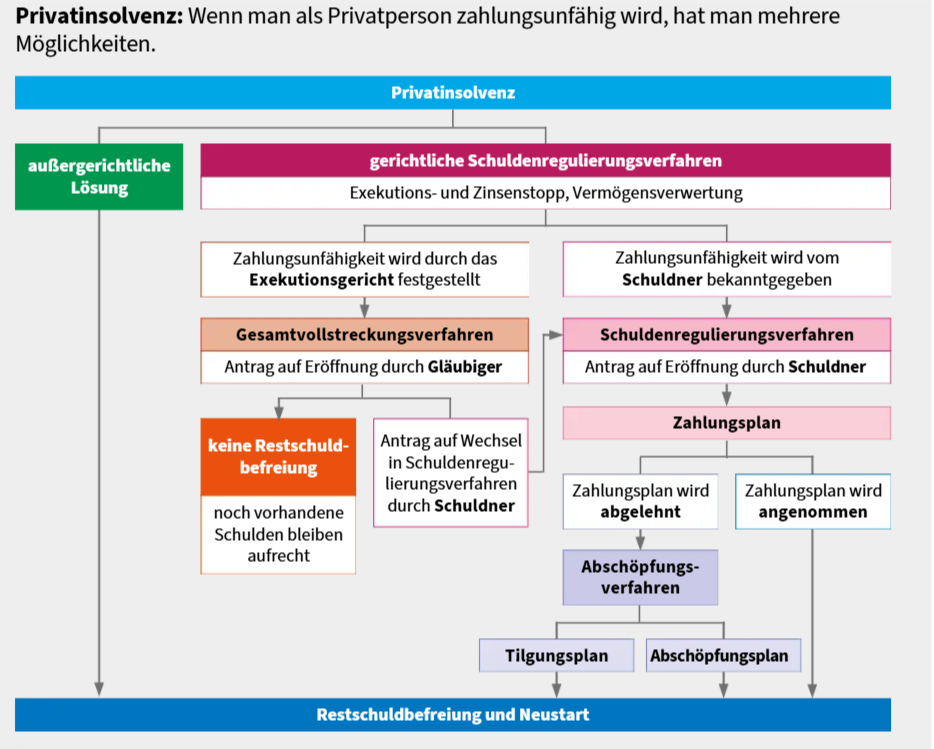 Privatinsolvenz: Wenn man als Privatperson zahlungsunfähig wird, hat man mehrere
Möglichkeiten.
Privatinsolvenz
außergerichtliche
Lösung
gerichtliche Schuldenregulierungsverfahren
Exekutions- und Zinsenstopp, Vermögensverwertung
Zahlungsunfähigkeit wird durch das
Exekutionsgericht festgestellt
Zahlungsunfähigkeit wird vom
Schuldner bekanntgegeben
Gesamtvollstreckungsverfahren
Antrag auf Eröffnung durch Gläubiger
Schuldenregulierungsverfahren
Antrag auf Eröffnung durch Schuldner
keine Restschuld-
befreiung
noch vorhandene
Schulden bleiben
aufrecht
Antrag auf Wechsel
in Schuldenregu-
lierungsverfahren
durch Schuldner
Zahlungsplan
Zahlungsplan wird
abgelehnt
Zahlungsplan wird
angenommen
Abschöpfungs-
verfahren
Tilgungsplan
Abschöpfungsplan
Restschuldbefreiung und Neustart